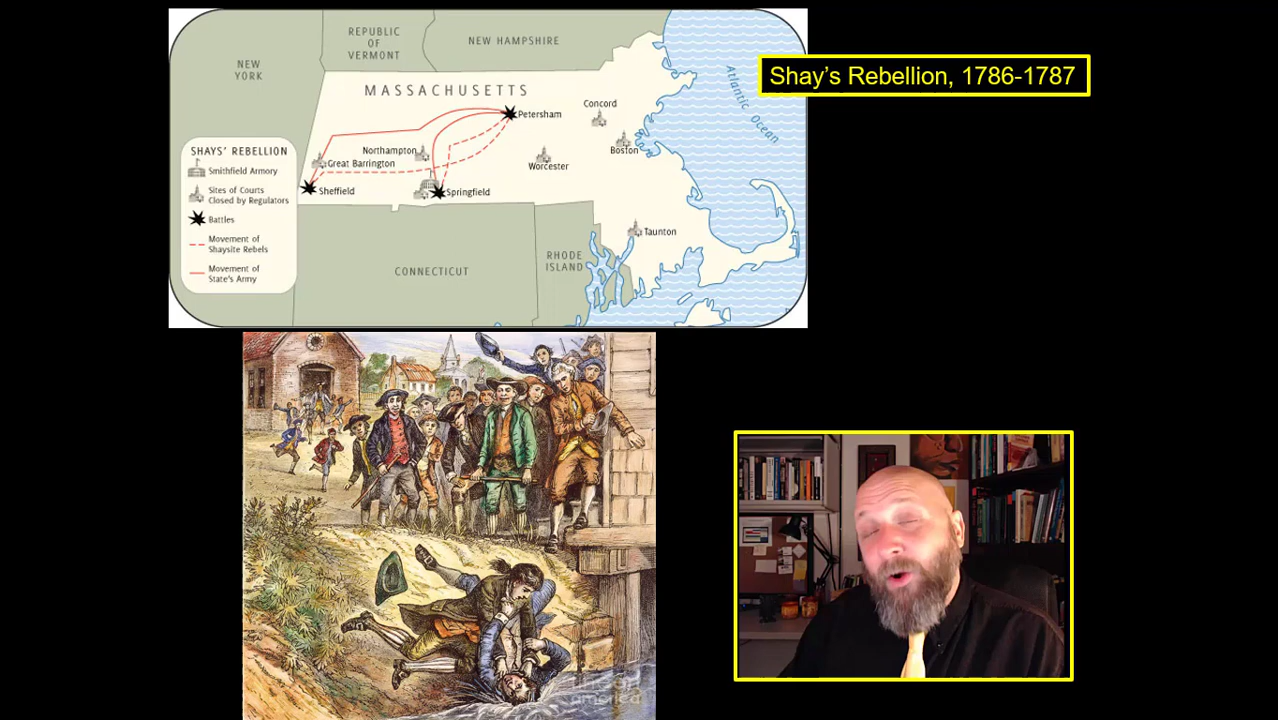 Shay’s Rebellion, 1786-1787
REPUBLIC
OF
VERMONT
NEW HAMPSHIRE
NEW
YORK
MASSACHUSETTS
Atlantic Ocean
Concord
Petersham
Boston
Northampton
Great Barrington
Worcester
Sheffield
Springfield
Taunton
RHODE
ISLAND
CONNECTICUT
SHAYS' REBELLION
Smithfield Armory
Sites of Courts
Closed by Regulators
Battles
Movement of
Shaysite Rebels
Movement of
State's Army
america